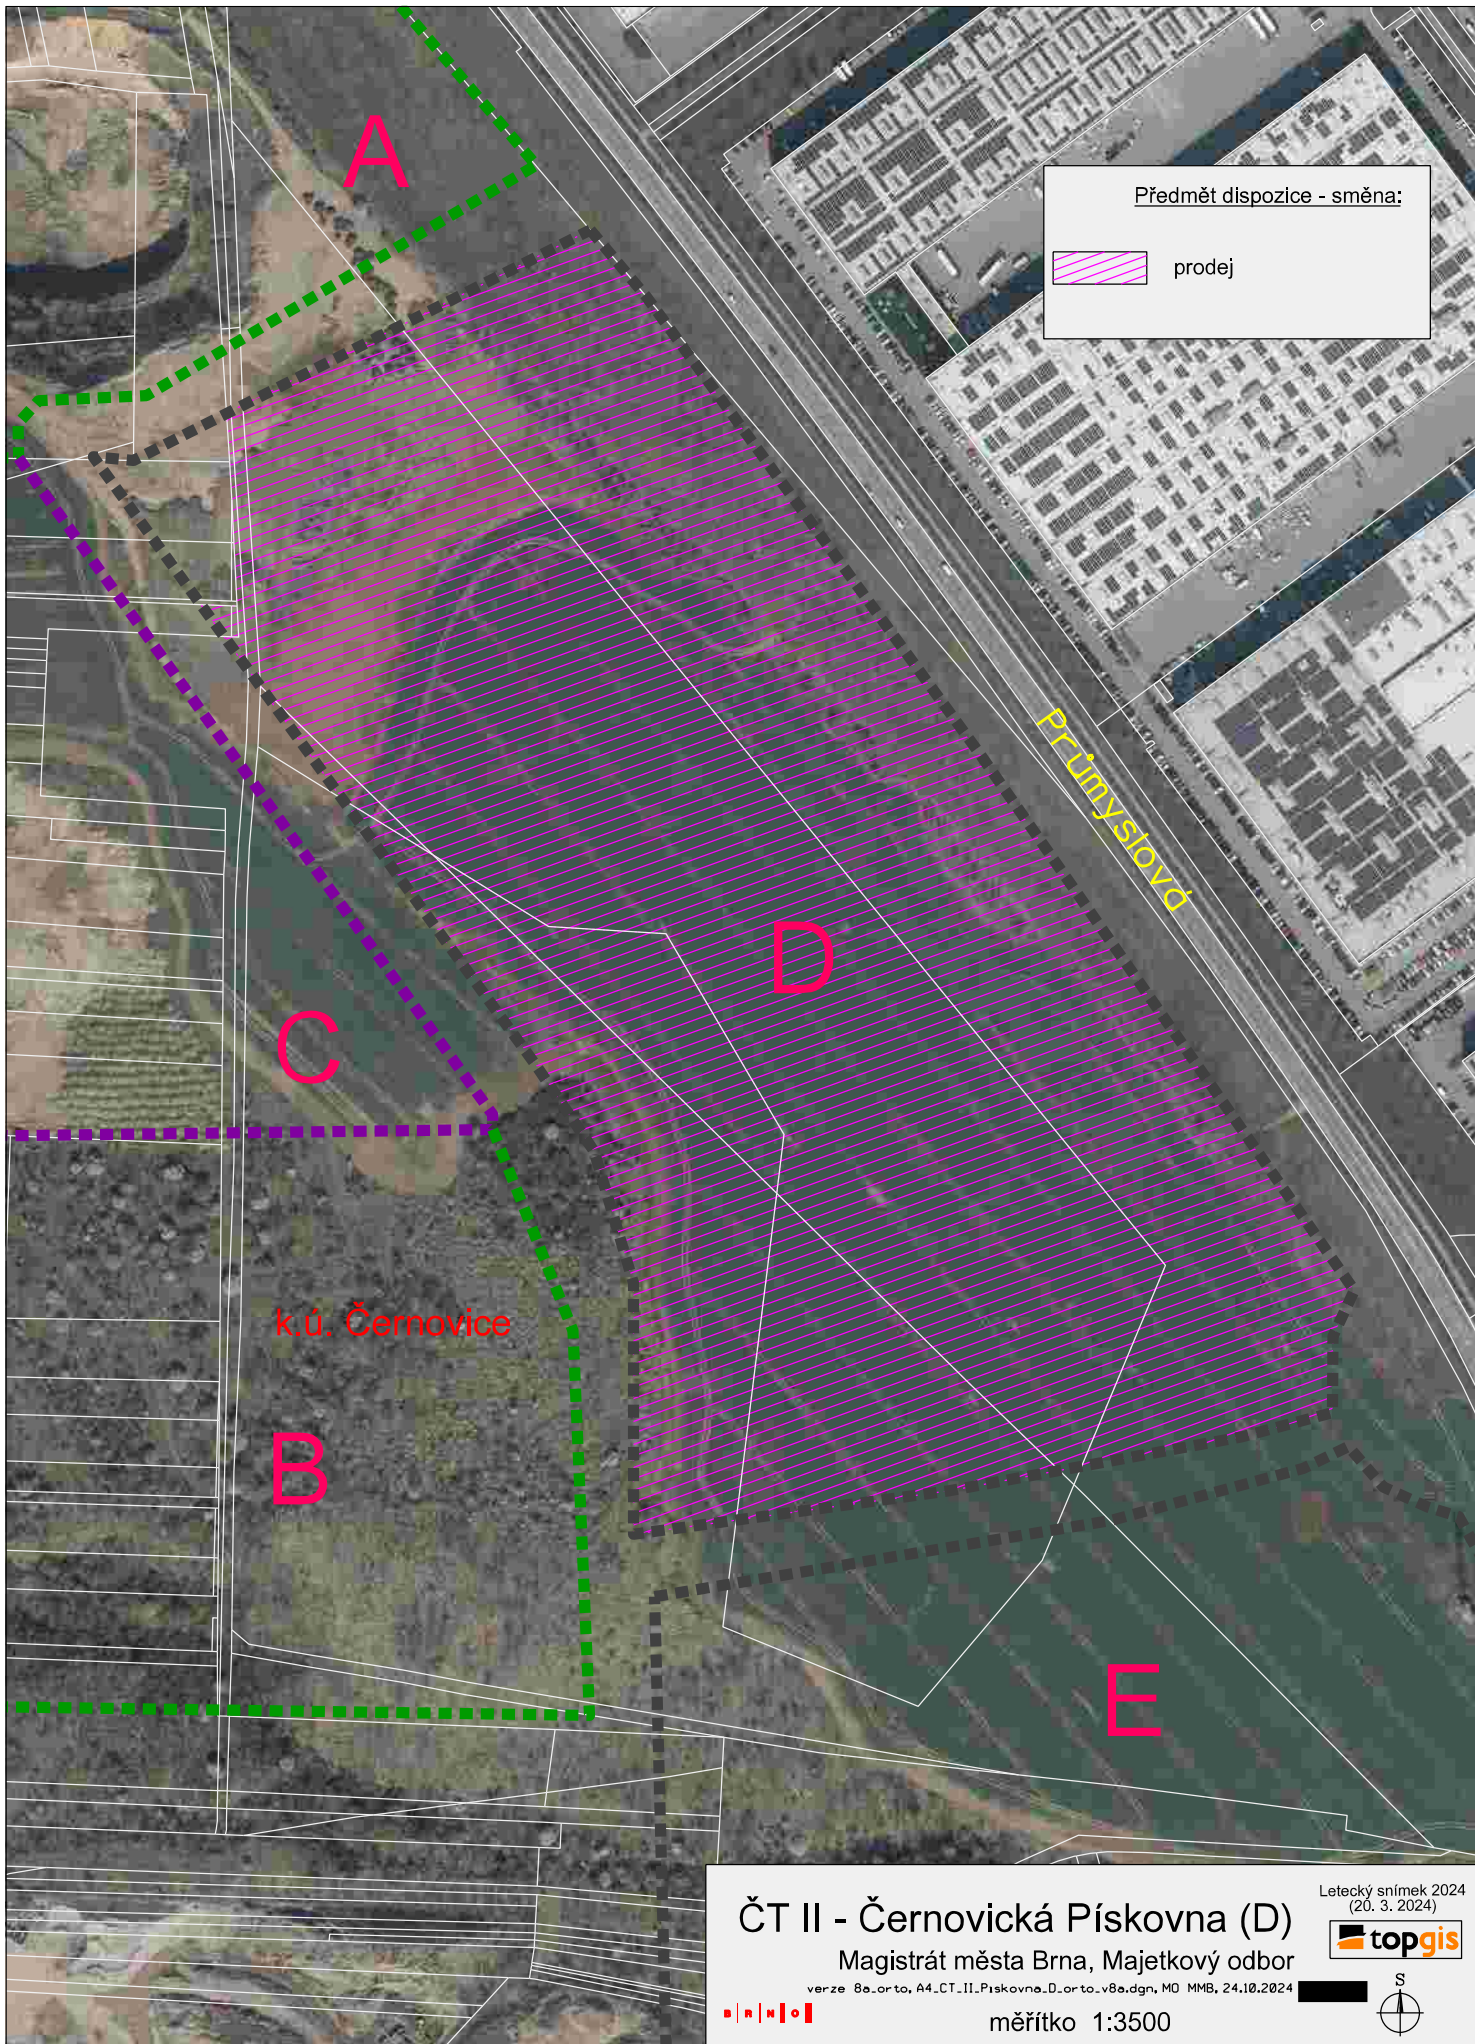 A
Předmět dispozice - směna:
prodej
Průmyslová
D
C
k.ú. Černovice
B
E
ČT II - Černovická Pískovna (D)
Letecký snímek 2024
(20. 3. 2024)
topgis
Magistrát města Brna, Majetkový odbor
verze 8a_orto, A4_CT_II_Piskovna_D_orto_v8a.dgn, MO MMB, 24.10.2024
B R N O
měřítko 1:3500
S